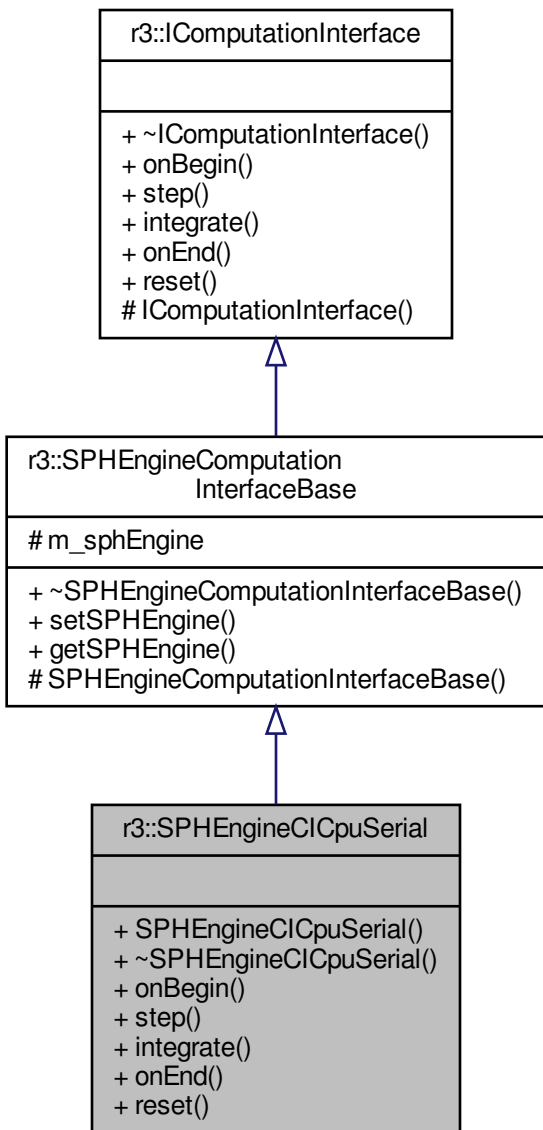 r3::IComputationInterface
+ ~IComputationInterface()
+ onBegin()
+ step()
+ integrate()
+ onEnd()
+ reset()
# IComputationInterface()
r3::SPHEngineComputation
InterfaceBase
# m_sphEngine
+ ~SPHEngineComputationInterfaceBase()
+ setSPHEngine()
+ getSPHEngine()
# SPHEngineComputationInterfaceBase()
r3::SPHEngineCICpuSerial
+ SPHEngineCICpuSerial()
+ ~SPHEngineCICpuSerial()
+ onBegin()
+ step()
+ integrate()
+ onEnd()
+ reset()